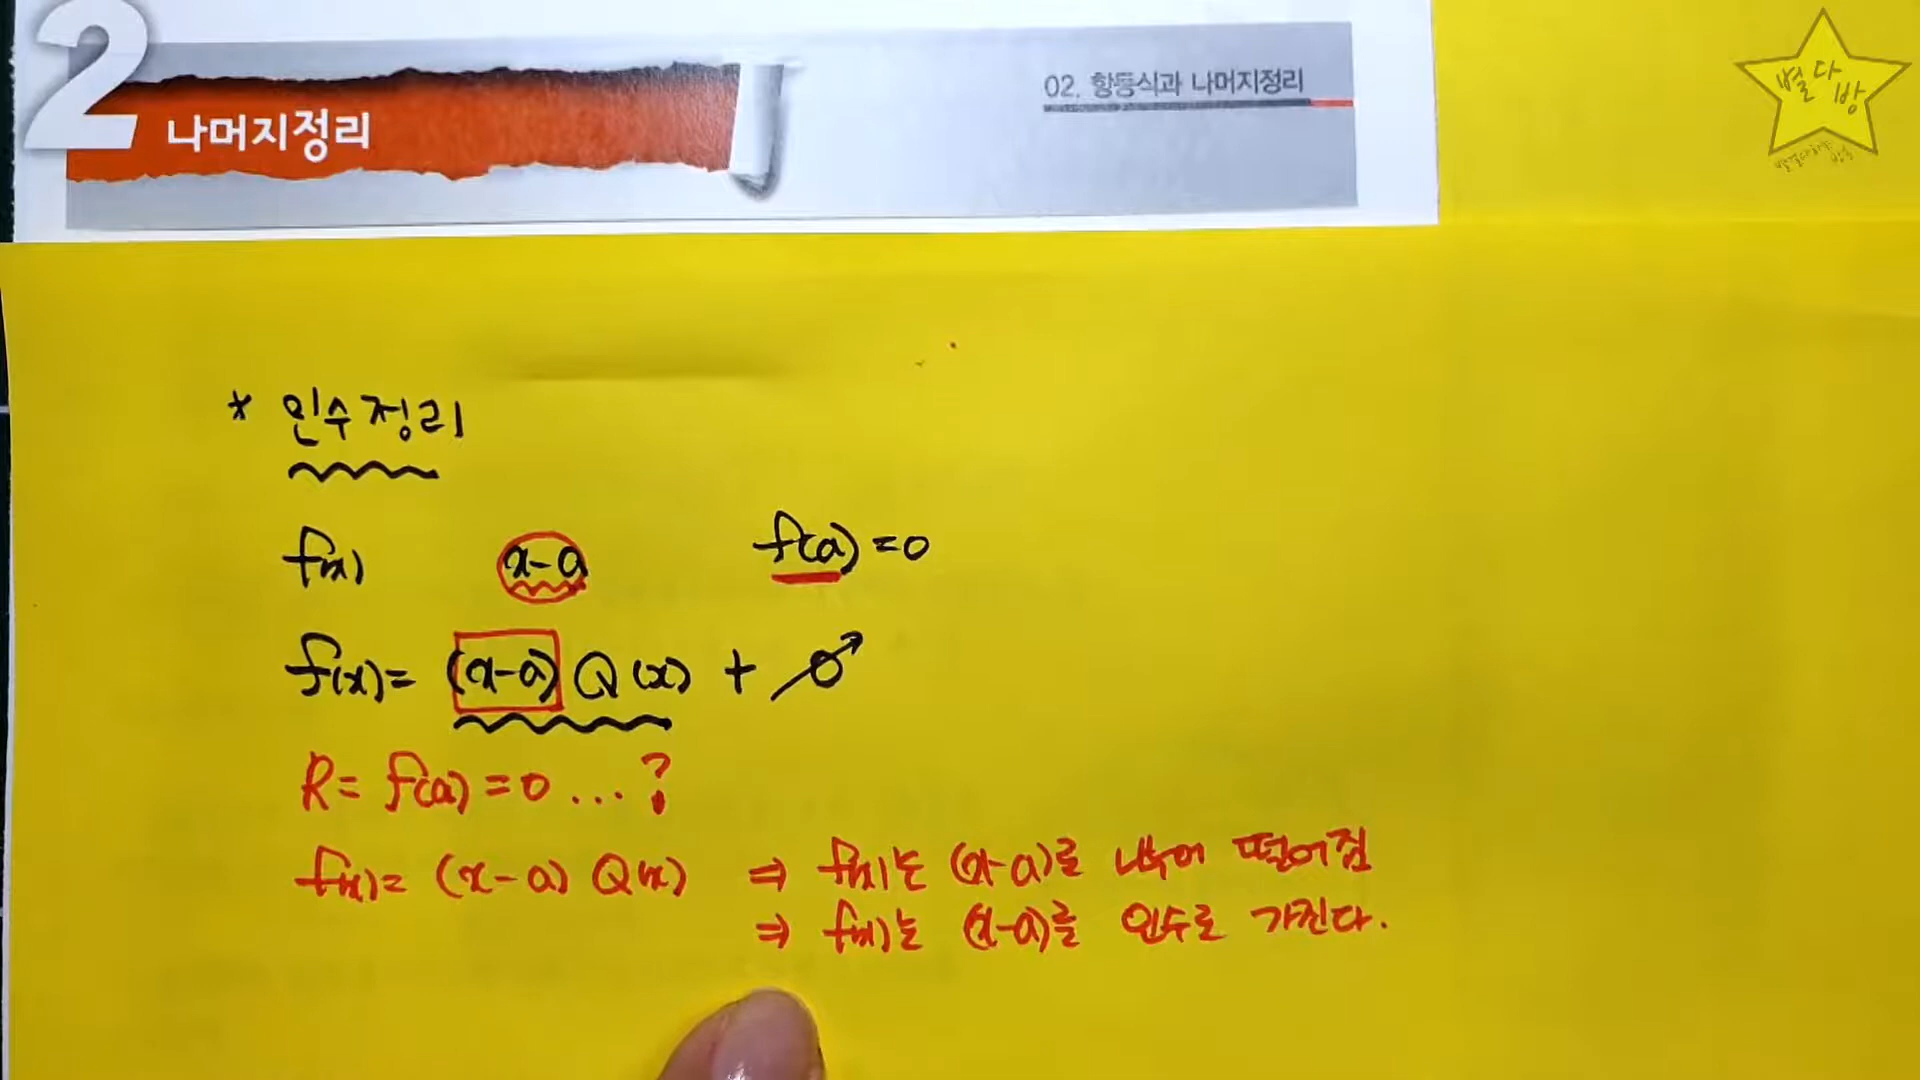 2
나머지정리
02. 항등식과 나머지정리
별다방
* 인수정리
f(x) x-a f(a)=0
f(x)= (x-a) Q(x) + 0
R= f(a)=0 ...?
f(x)= (x-a) Q(x) ⇒ f(x)는 (x-a)로 나누어 떨어짐
⇒ f(x)는 (x-a)를 인수로 가진다.